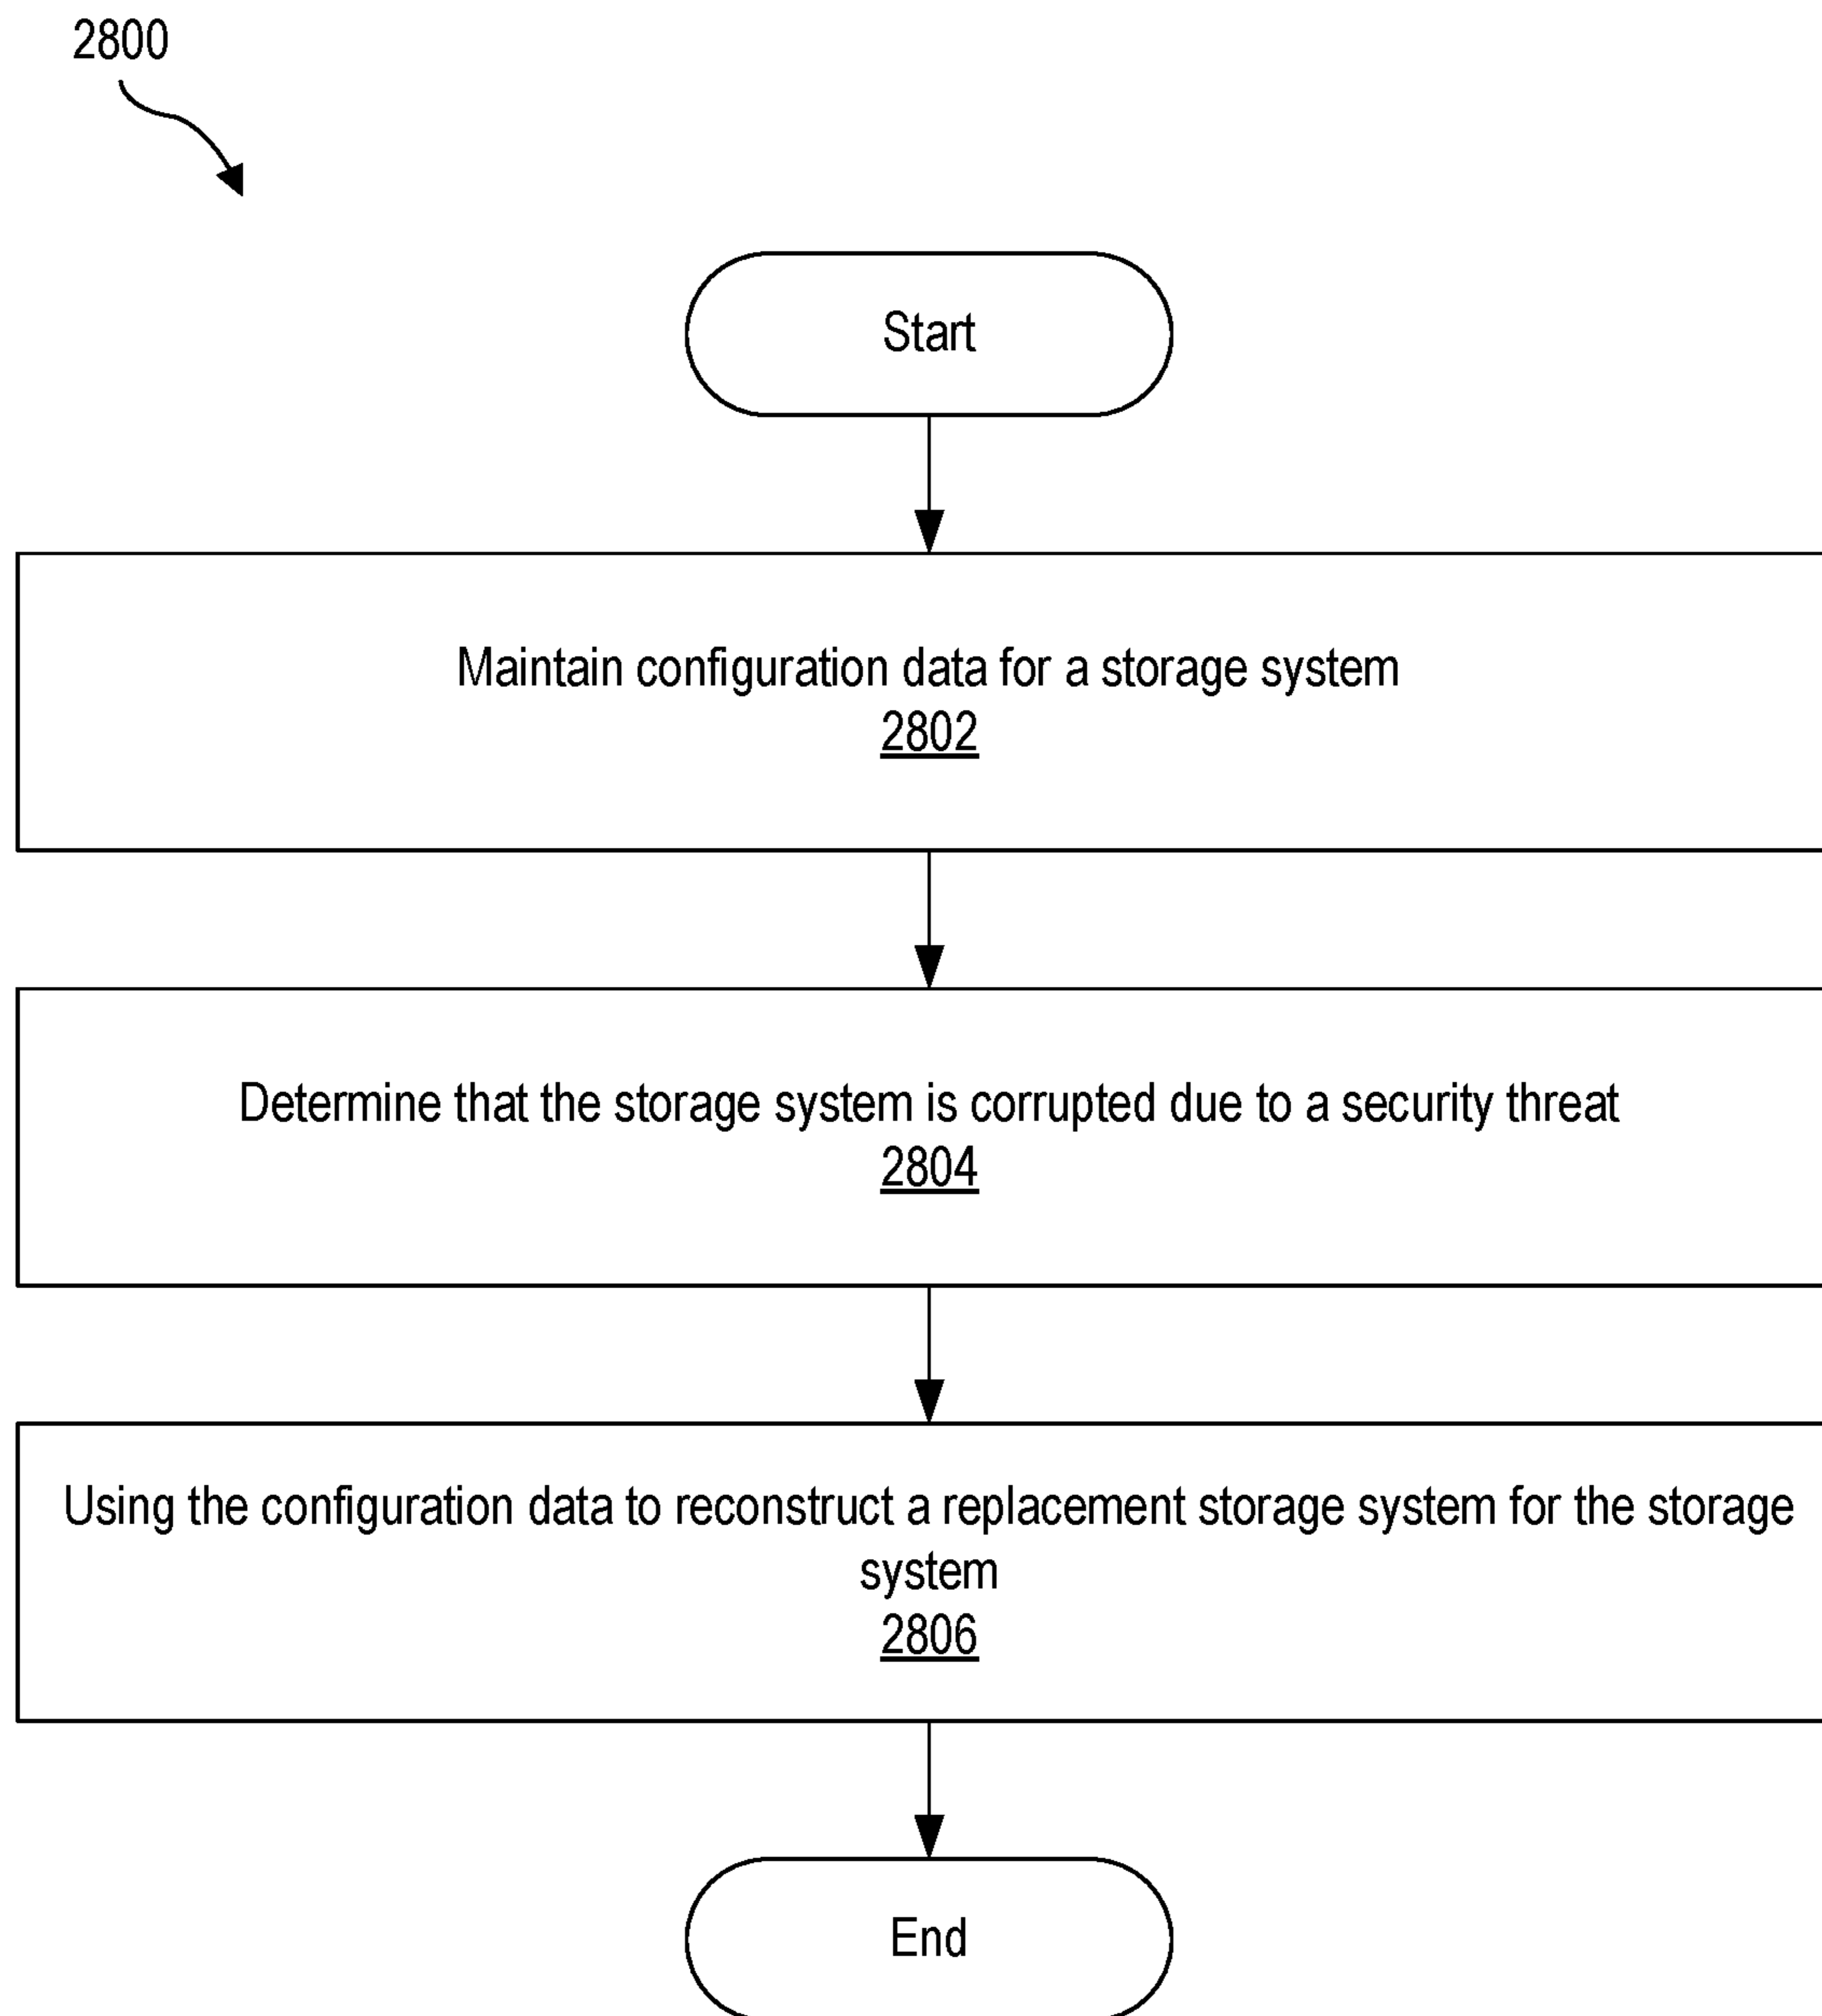 2800
Start
Maintain configuration data for a storage system
2802
Determine that the storage system is corrupted due to a security threat
2804
Using the configuration data to reconstruct a replacement storage system for the storage
system
2806
End